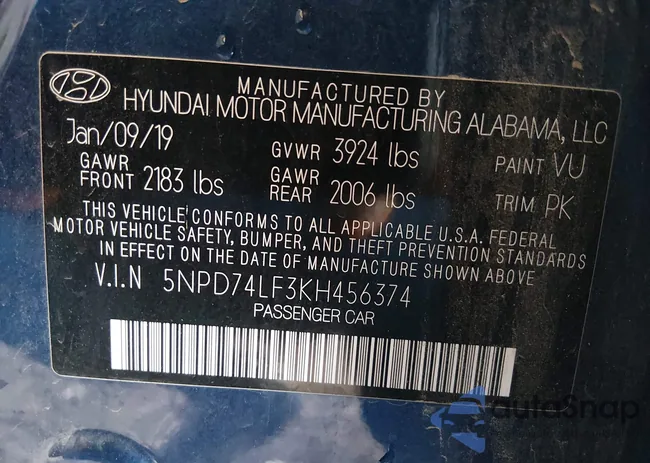 MANUFACTURED BY
HYUNDAI MOTOR MANUFACTURING ALABAMA, LLC
Jan/09/19 GVWR 3924 lbs PAINT VU
GAWR FRONT 2183 lbs GAWR REAR 2006 lbs TRIM PK
THIS VEHICLE CONFORMS TO ALL APPLICABLE U.S.A. FEDERAL
MOTOR VEHICLE SAFETY, BUMPER, AND THEFT PREVENTION STANDARDS
IN EFFECT ON THE DATE OF MANUFACTURE SHOWN ABOVE
V.I.N 5NPD74LF3KH456374
PASSENGER CAR
autoSnap